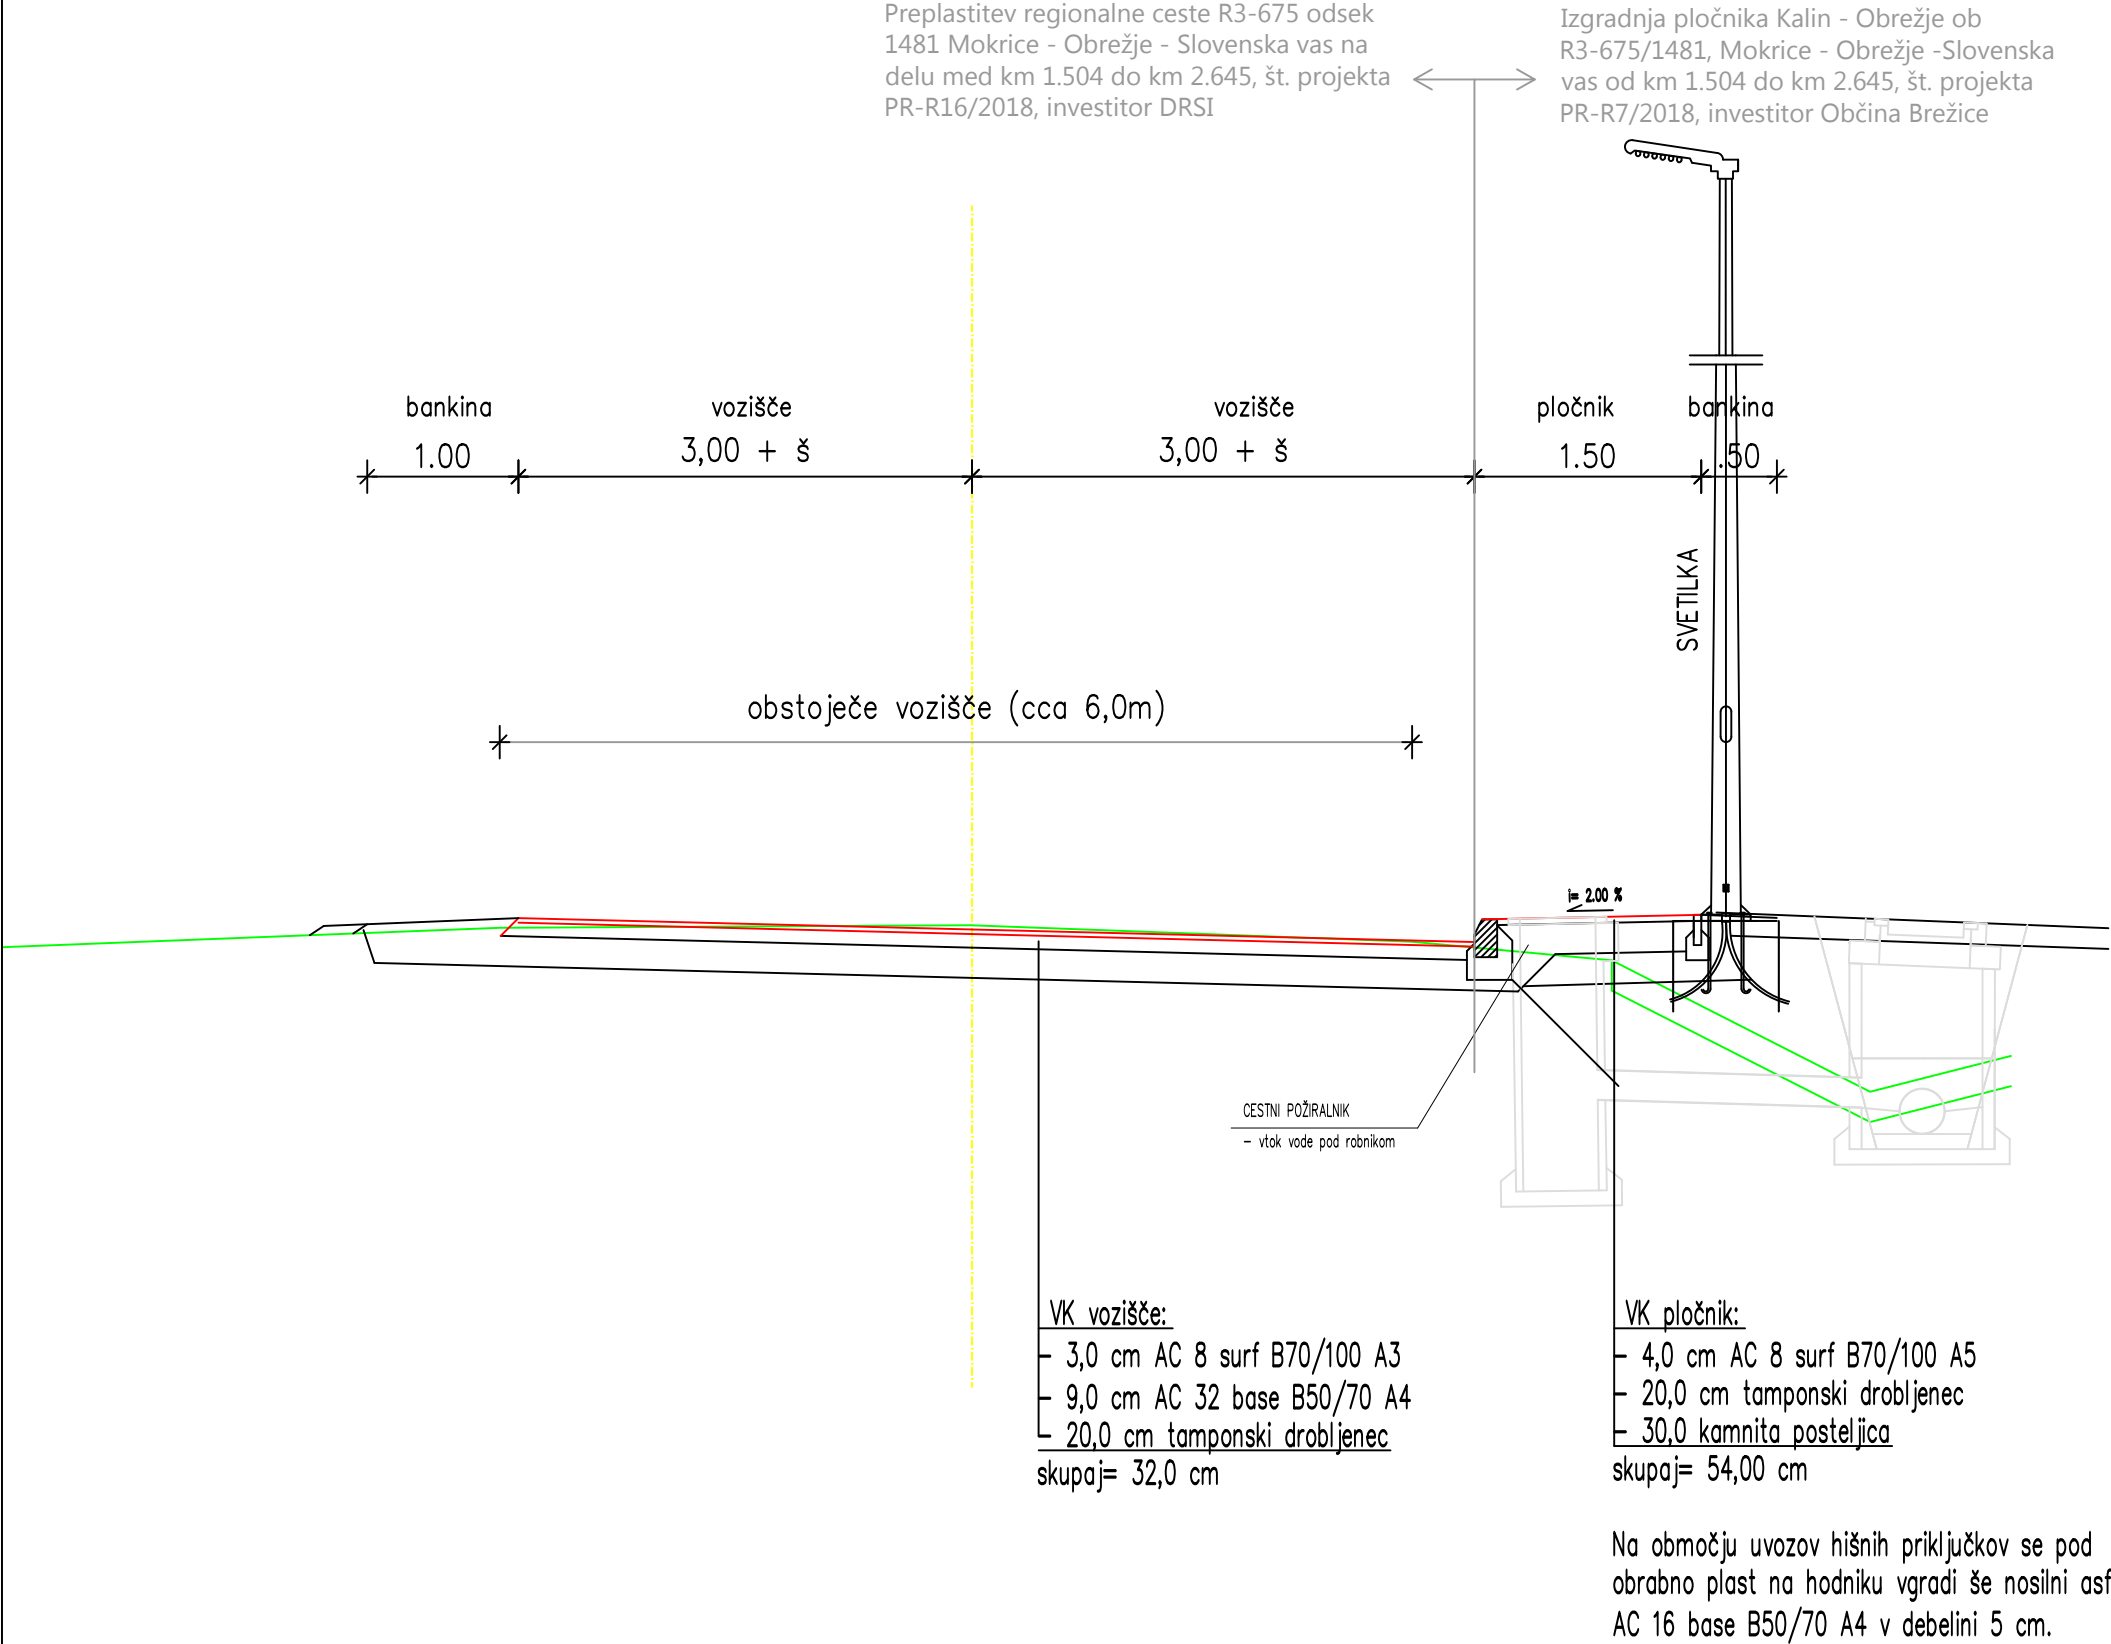 Preplastitev regionalne ceste R3-675 odsek
1481 Mokrice - Obrežje - Slovenska vas na
delu med km 1.504 do km 2.645, št. projekta
PR-R16/2018, investitor DRSI
Izgradnja pločnika Kalin - Obrežje ob
R3-675/1481, Mokrice - Obrežje -Slovenska
vas od km 1.504 do km 2.645, št. projekta
PR-R7/2018, investitor Občina Brežice
bankina
vozišče
vozišče
pločnik
bankina
1.00
3,00 + š
3,00 + š
1.50
.50
SVETILKA
obstoječe vozišče (cca 6,0m)
i= 2.00 %
CESTNI POŽIRALNIK
- vtok vode pod robnikom
VK vozišče:
- 3,0 cm AC 8 surf B70/100 A3
- 9,0 cm AC 32 base B50/70 A4
- 20,0 cm tamponski drobljenec
skupaj= 32,0 cm
VK pločnik:
- 4,0 cm AC 8 surf B70/100 A5
- 20,0 cm tamponski drobljenec
- 30,0 kamnita posteljica
skupaj= 54,00 cm
Na območju uvozov hišnih priključkov se pod
obrabno plast na hodniku vgradi še nosilni asf
AC 16 base B50/70 A4 v debelini 5 cm.